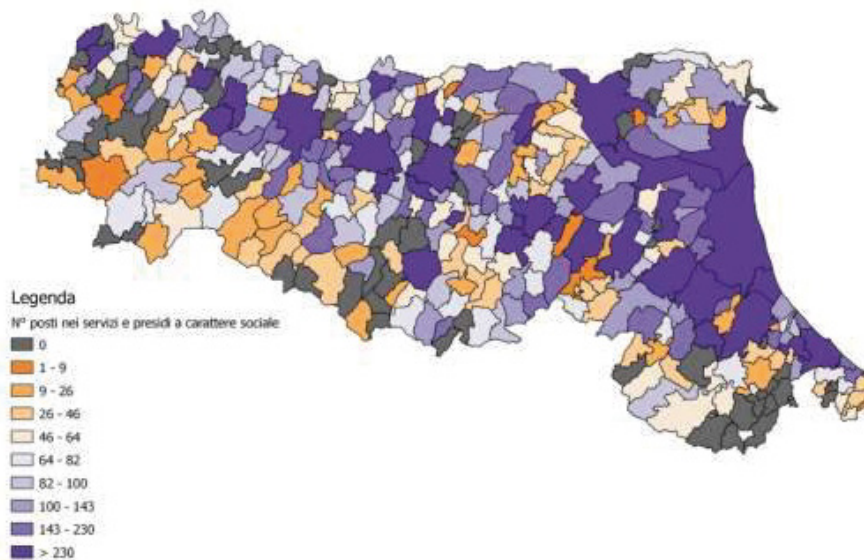 Legenda
N° posti nei servizi e presidi a carattere sociale
0
1 - 9
9 - 26
26 - 46
46 - 64
64 - 82
82 - 100
100 - 143
143 - 230
> 230